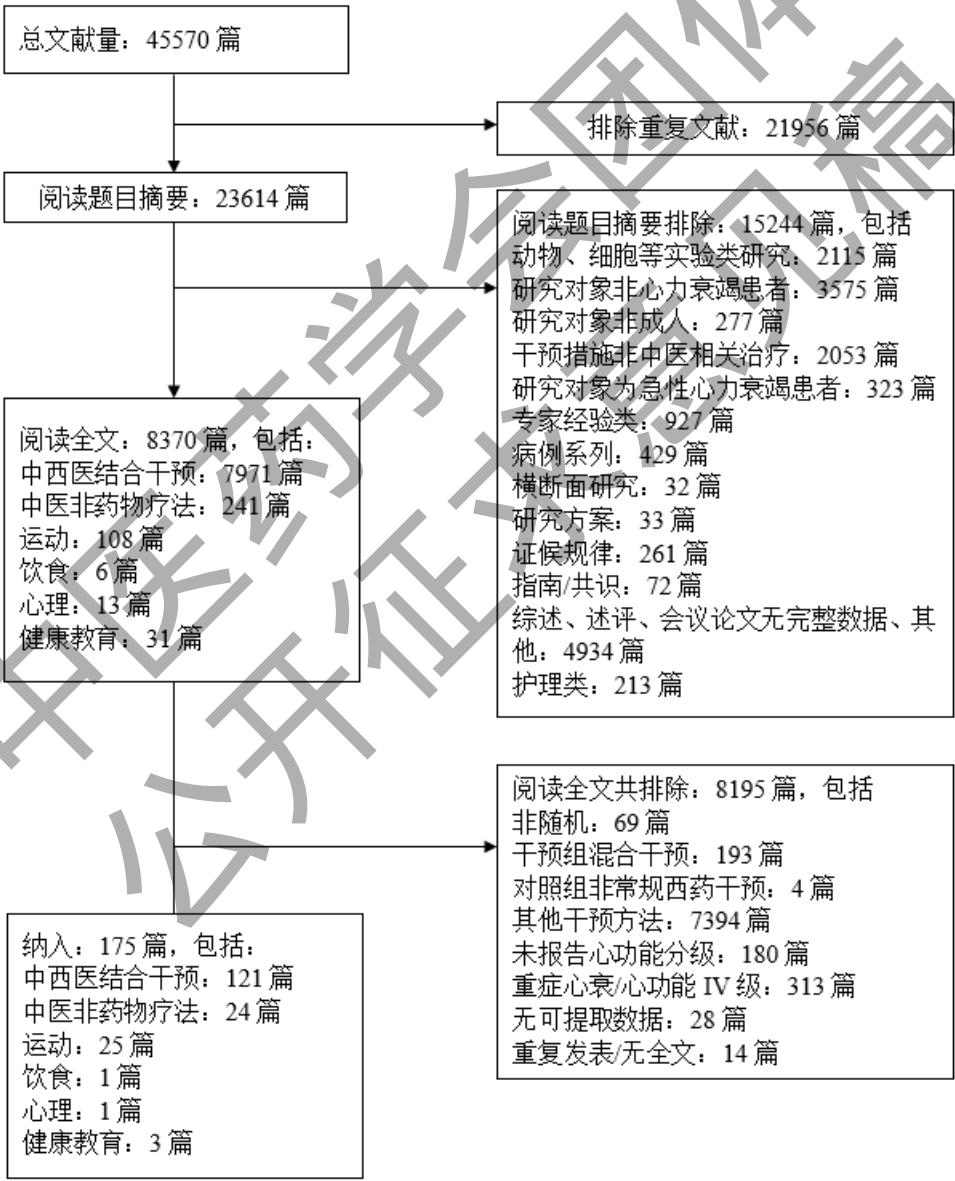 总文献量：45570 篇
排除重复文献：21956 篇
阅读题目摘要：23614 篇
阅读题目摘要排除：15244 篇，包括
动物、细胞等实验类研究：2115 篇
研究对象非心力衰竭患者：3575 篇
研究对象非成人：277 篇
干预措施非中医相关治疗：2053 篇
研究对象为急性心力衰竭患者：323 篇
专家经验类：927 篇
病例系列：429 篇
横断面研究：32 篇
研究方案：33 篇
证候规律：261 篇
指南/共识：72 篇
综述、述评、会议论文无完整数据、其
他：4934 篇
护理类：213 篇
阅读全文：8370 篇，包括：
中西医结合干预：7971 篇
中医非药物疗法：241 篇
运动：108 篇
饮食：6 篇
心理：13 篇
健康教育：31 篇
阅读全文共排除：8195 篇，包括
非随机：69 篇
干预组混合干预：193 篇
对照组非常规西药干预：4 篇
其他干预方法：7394 篇
未报告心功能分级：180 篇
重症心衰/心功能 IV 级：313 篇
无可提取数据：28 篇
重复发表/无全文：14 篇
纳入：175 篇，包括：
中西医结合干预：121 篇
中医非药物疗法：24 篇
运动：25 篇
饮食：1 篇
心理：1 篇
健康教育：3 篇
中医药学会团体
公开征求意见稿